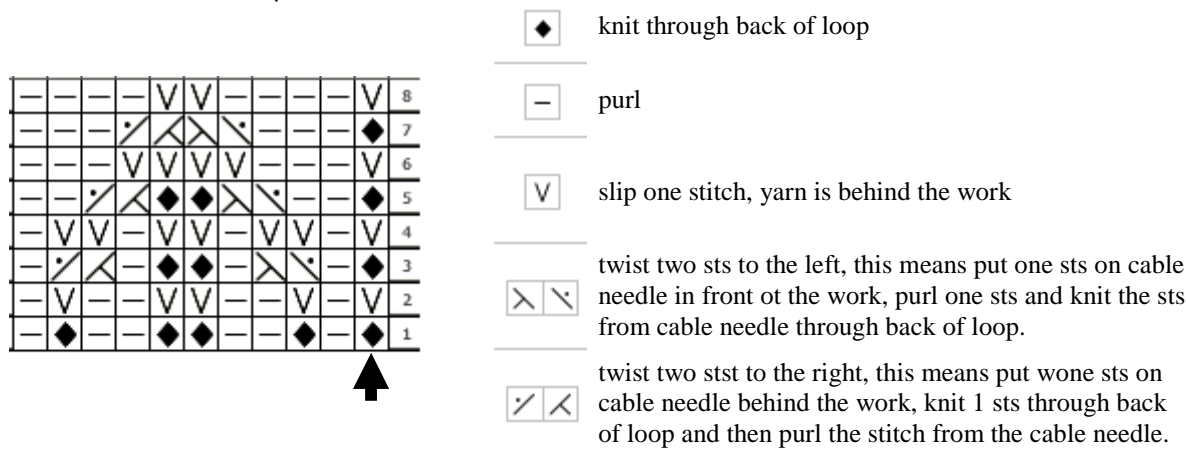 knit through back of loop
purl
slip one stitch, yarn is behind the work
twist two sts to the left, this means put one sts on cable
needle in front ot the work, purl one sts and knit the sts
from cable needle through back of loop.
twist two stst to the right, this means put wone sts on
cable needle behind the work, knit 1 sts through back
of loop and then purl the stitch from the cable needle.
8
7
6
5
4
3
2
1